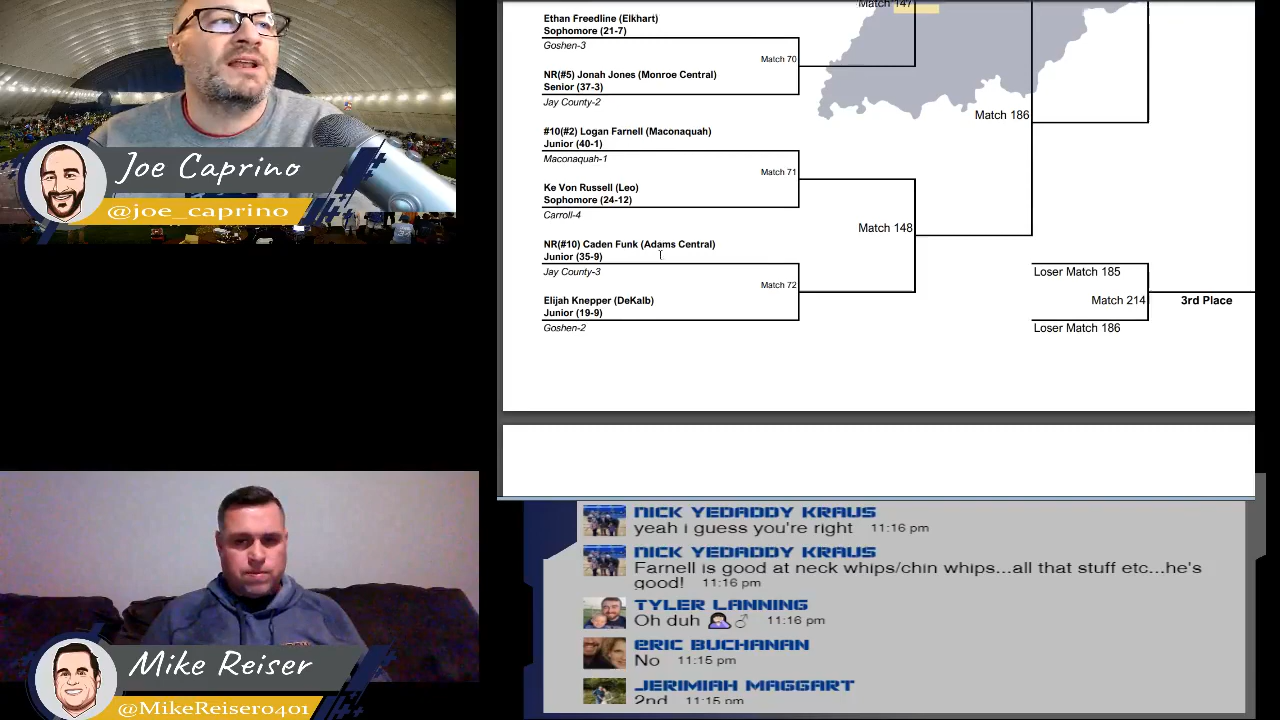 Joe Caprino
@joe_caprino
Match 147
Ethan Freedline (Elkhart)
Sophomore (21-7)
Goshen-3
Match 70
NR(#5) Jonah Jones (Monroe Central)
Senior (37-3)
Jay County-2
Match 186
#10(#2) Logan Farnell (Maconaquah)
Junior (40-1)
Maconaquah-1
Match 71
Ke Von Russell (Leo)
Sophomore (24-12)
Carroll-4
Match 148
NR(#10) Caden Funk (Adams Central)
Junior (35-9)
Jay County-3
Match 72
Elijah Knepper (DeKalb)
Junior (19-9)
Goshen-2
Loser Match 185
Match 214
3rd Place
Loser Match 186
NICK YEDADDY KRAUS
yeah i guess you're right 11:16 pm
NICK YEDADDY KRAUS
Farnell is good at neck whips/chin whips...all that stuff etc...he's
good! 11:16 pm
TYLER LANNING
Oh duh 🤦🏻‍♂ 11:16 pm
ERIC BUCHANAN
No 11:15 pm
JERIMIAH MAGGART
2nd 11:15 pm
Mike Reiser
@MikeReiser0401